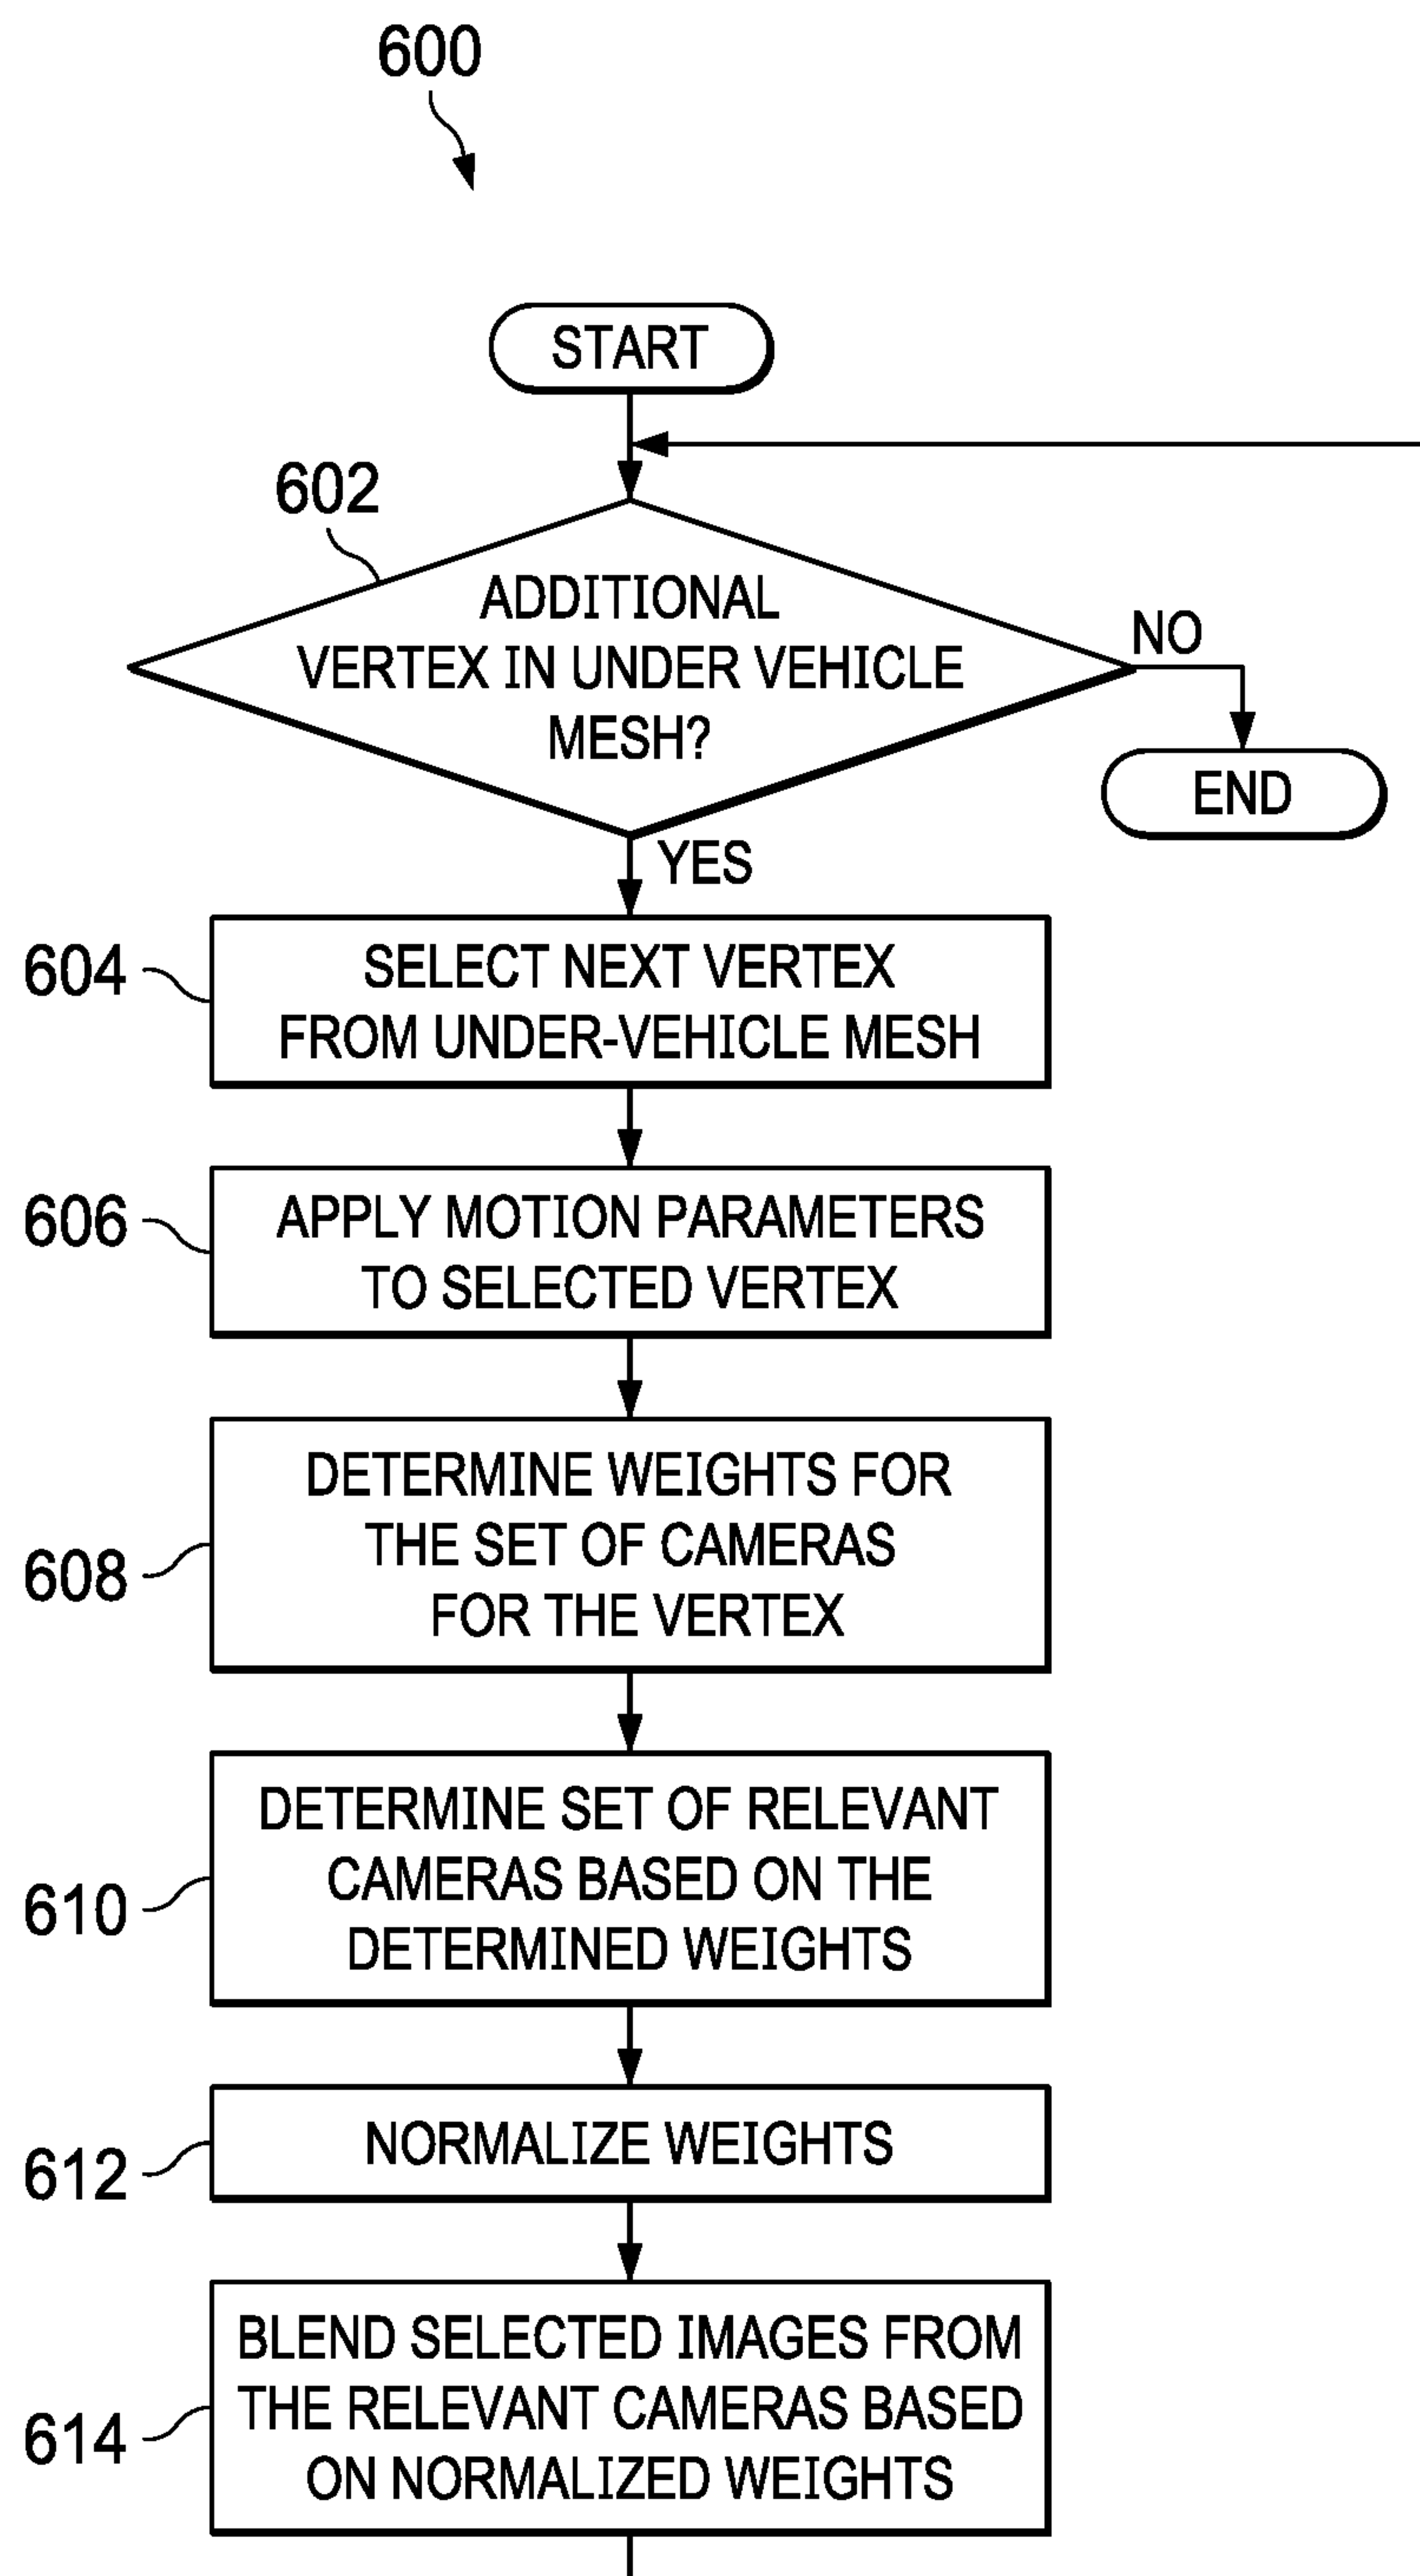 600
START
602
ADDITIONAL
VERTEX IN UNDER VEHICLE
MESH?
NO
END
YES
604
SELECT NEXT VERTEX
FROM UNDER-VEHICLE MESH
606
APPLY MOTION PARAMETERS
TO SELECTED VERTEX
608
DETERMINE WEIGHTS FOR
THE SET OF CAMERAS
FOR THE VERTEX
610
DETERMINE SET OF RELEVANT
CAMERAS BASED ON THE
DETERMINED WEIGHTS
612
NORMALIZE WEIGHTS
614
BLEND SELECTED IMAGES FROM
THE RELEVANT CAMERAS BASED
ON NORMALIZED WEIGHTS